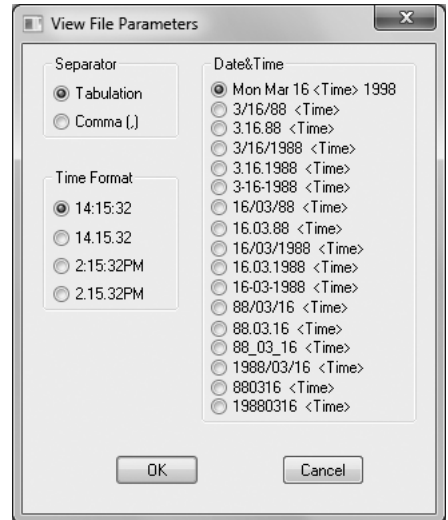 View File Parameters
x
Separator
Tabulation
Comma (,)
Time Format
14:15:32
14.15.32
2:15:32PM
2.15.32PM
Date&Time
Mon Mar 16 <Time> 1998
3/16/88 <Time>
3.16.88 <Time>
3/16/1988 <Time>
3.16.1988 <Time>
3-16-1988 <Time>
16/03/88 <Time>
16.03.88 <Time>
16/03/1988 <Time>
16.03.1988 <Time>
16-03-1988 <Time>
88/03/16 <Time>
88.03.16 <Time>
88_03_16 <Time>
1988/03/16 <Time>
880316 <Time>
19880316 <Time>
OK
Cancel